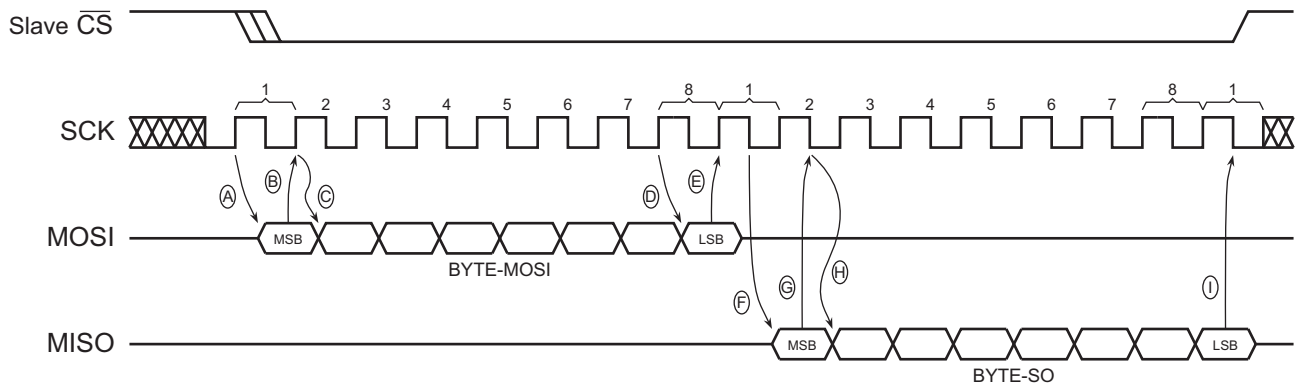 Slave CS
1 2 3 4 5 6 7 8 1 2 3 4 5 6 7 8 1
SCK
A B C D E
MOSI MSB LSB
BYTE-MOSI
F G H I
MISO MSB LSB
BYTE-SO